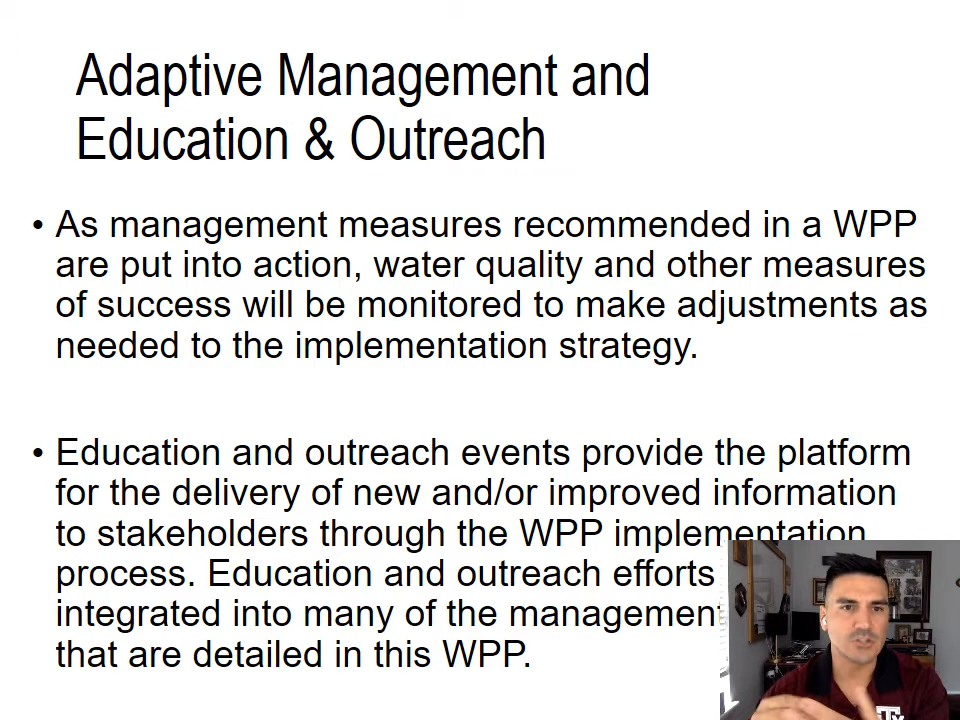 Adaptive Management and
Education & Outreach
• As management measures recommended in a WPP
are put into action, water quality and other measures
of success will be monitored to make adjustments as
needed to the implementation strategy.
• Education and outreach events provide the platform
for the delivery of new and/or improved information
to stakeholders through the WPP implementation
process. Education and outreach efforts
integrated into many of the management
that are detailed in this WPP.